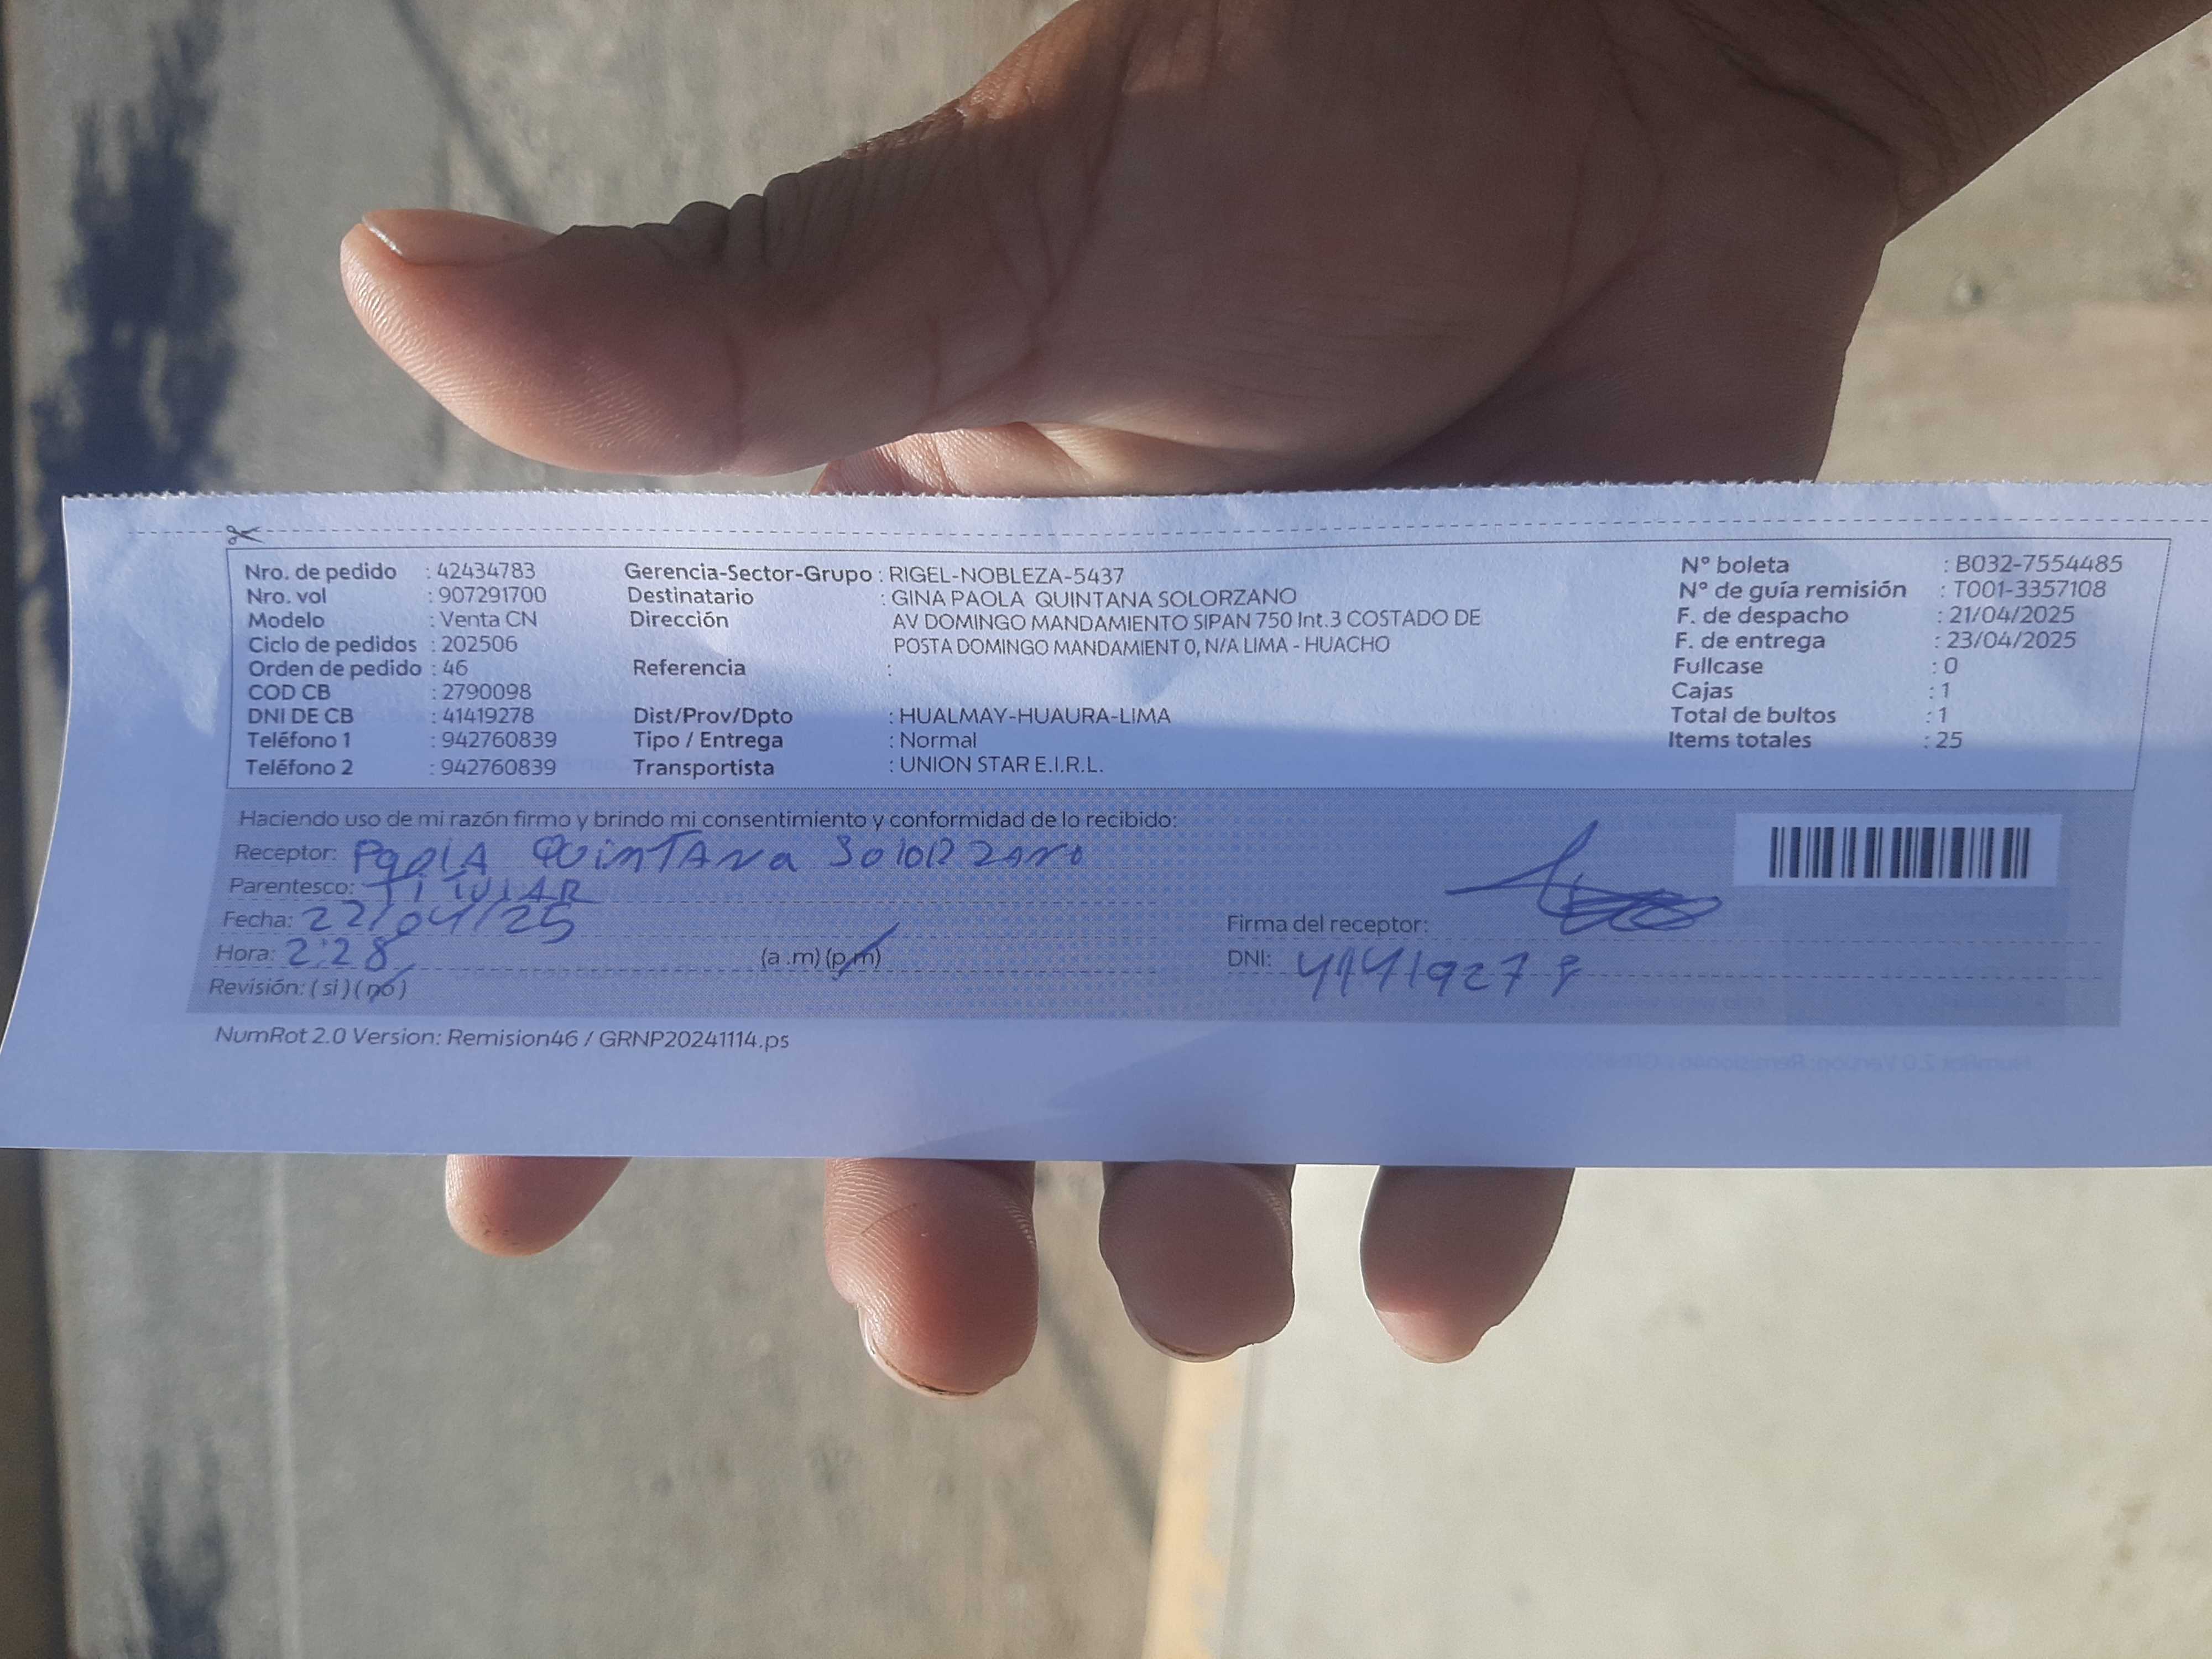 Nro. de pedido : 42434783 Gerencia-Sector-Grupo : RIGEL-NOBLEZA-5437 N° boleta : B032-7554485
Nro. vol : 907291700 Destinatario : GINA PAOLA QUINTANA SOLORZANO N° de guía remisión : T001-3357108
Modelo : Venta CN Dirección AV DOMINGO MANDAMIENTO SIPAN 750 Int.3 COSTADO DE F. de despacho : 21/04/2025
Ciclo de pedidos : 202506 POSTA DOMINGO MANDAMIENT 0, N/A LIMA - HUACHO F. de entrega : 23/04/2025
Orden de pedido : 46 Referencia : Fullcase : 0
COD CB : 2790098 Cajas : 1
DNI DE CB : 41419278 Dist/Prov/Dpto : HUALMAY-HUAURA-LIMA Total de bultos : 1
Teléfono 1 : 942760839 Tipo / Entrega : Normal Items totales : 25
Teléfono 2 : 942760839 Transportista : UNION STAR E.I.R.L.
Haciendo uso de mi razón firmo y brindo mi consentimiento y conformidad de lo recibido:
Receptor: PaolA QUinTAna Solorzano
Parentesco: TiTUlAR
Fecha: 22/04/25 Firma del receptor:
Hora: 2:28 (a .m) (p.m) DNI: 41419278
Revisión: ( si ) ( no )
NumRot 2.0 Version: Remision46 / GRNP20241114.ps